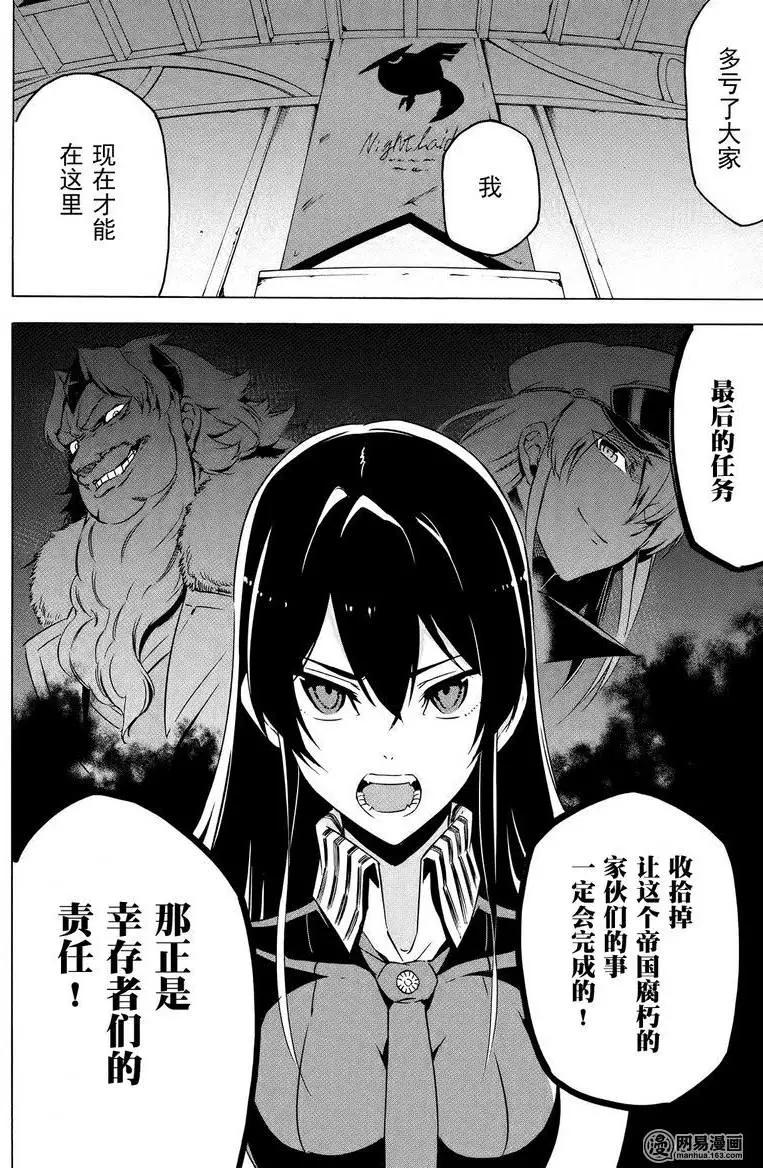 多亏了大家
我
现在才能
在这里
Night Raid
最后的任务
收拾掉
让这个帝国腐朽的
家伙们的事
一定会完成的！
那正是
幸存者们的
责任！
漫 网易漫画
manhua.163.com